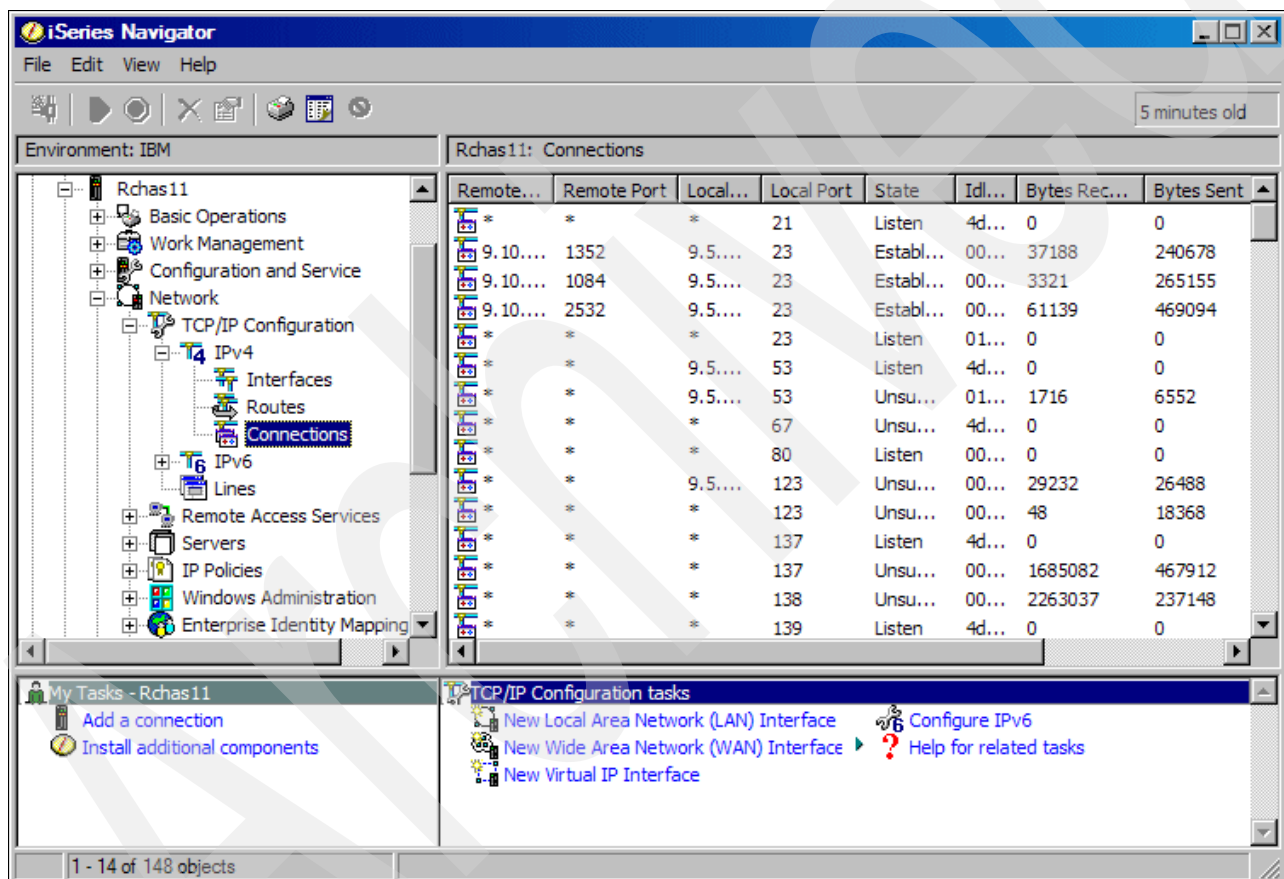 iSeries Navigator
File Edit View Help
5 minutes old
Environment: IBM
Rchas11: Connections
Rchas11
Basic Operations
Work Management
Configuration and Service
Network
TCP/IP Configuration
IPv4
Interfaces
Routes
Connections
IPv6
Lines
Remote Access Services
Servers
IP Policies
Windows Administration
Enterprise Identity Mapping
Remote... Remote Port Local... Local Port State Idl... Bytes Rec... Bytes Sent
* * * 21 Listen 4d... 0 0
9.10.... 1352 9.5.... 23 Establ... 00... 37188 240678
9.10.... 1084 9.5.... 23 Establ... 00... 3321 265155
9.10.... 2532 9.5.... 23 Establ... 00... 61139 469094
* * * 23 Listen 01... 0 0
* * 9.5.... 53 Listen 4d... 0 0
* * 9.5.... 53 Unsu... 01... 1716 6552
* * * 67 Unsu... 4d... 0 0
* * * 80 Listen 00... 0 0
* * 9.5.... 123 Unsu... 00... 29232 26488
* * * 123 Unsu... 00... 48 18368
* * * 137 Listen 4d... 0 0
* * * 137 Unsu... 00... 1685082 467912
* * * 138 Unsu... 00... 2263037 237148
* * * 139 Listen 4d... 0 0
My Tasks - Rchas11
Add a connection
Install additional components
TCP/IP Configuration tasks
New Local Area Network (LAN) Interface
New Wide Area Network (WAN) Interface
New Virtual IP Interface
Configure IPv6
Help for related tasks
1 - 14 of 148 objects